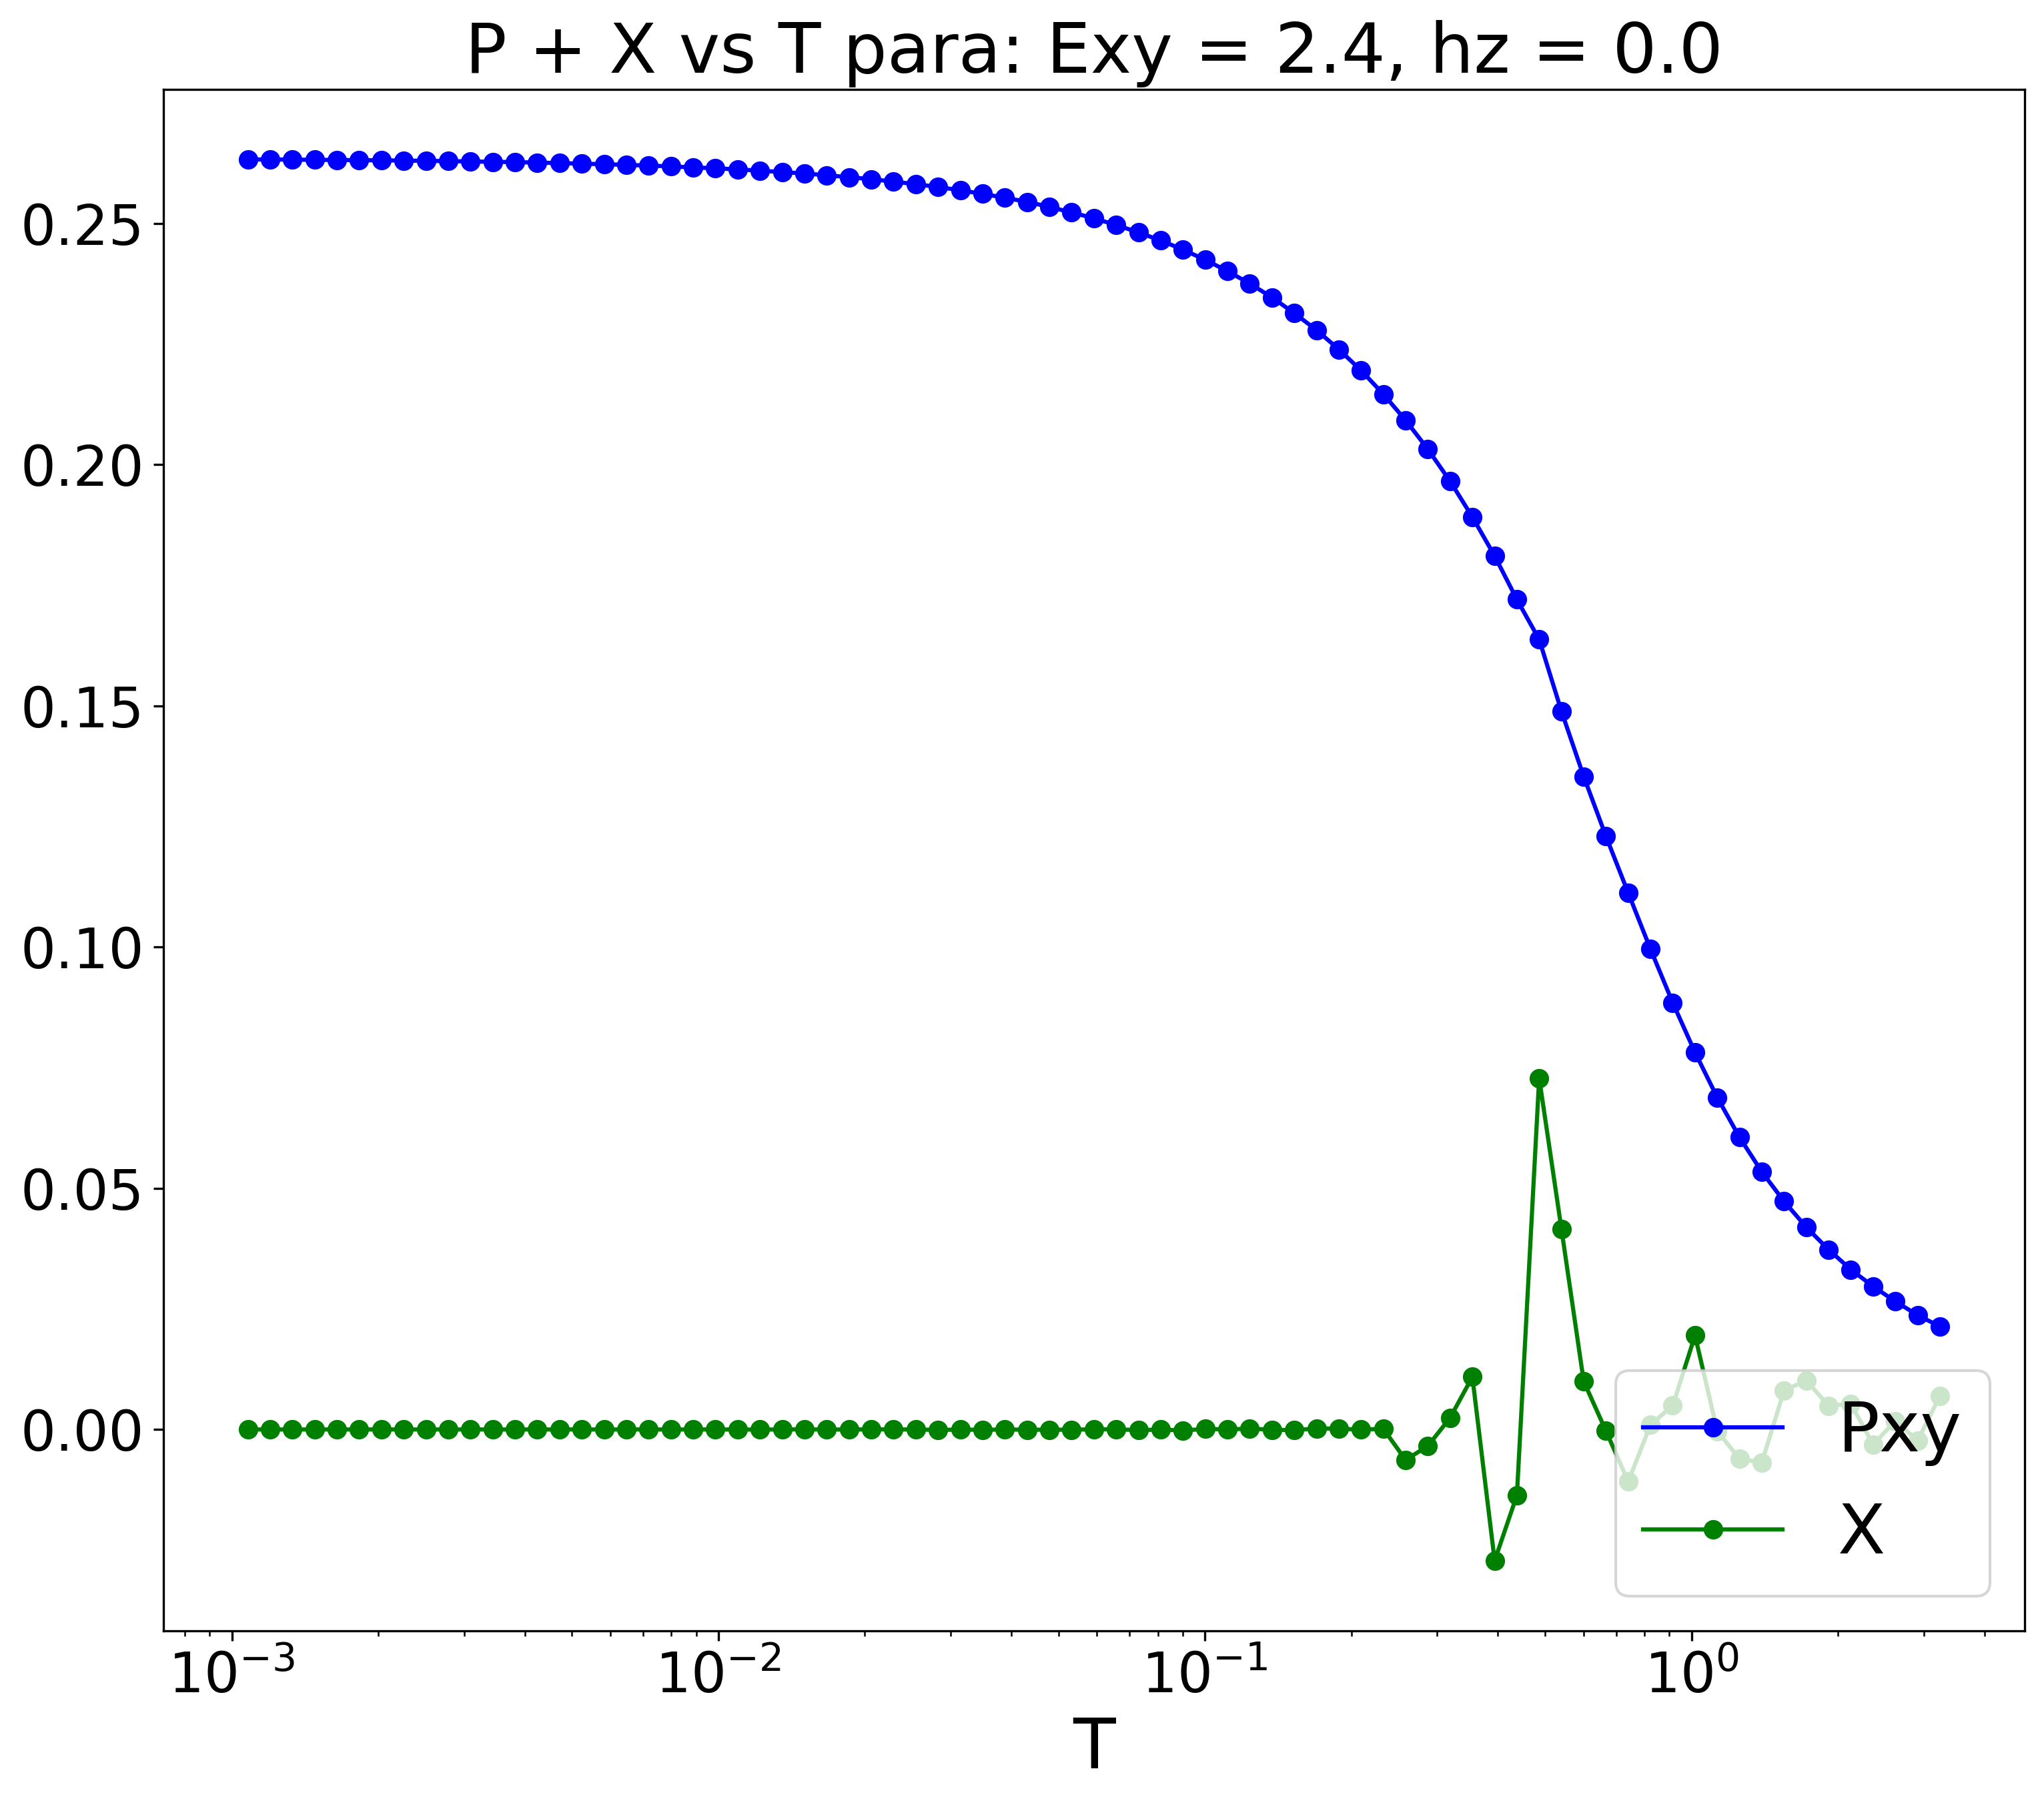 P + X vs T para: Exy = 2.4, hz = 0.0
0.25
0.20
0.15
0.10
0.05
0.00
Pxy
X
10⁻³ 10⁻² 10⁻¹ 10⁰
T